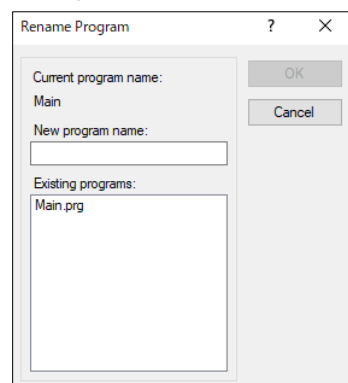 Rename Program ? ×
Current program name:
Main
New program name:
Existing programs:
Main.prg
OK
Cancel